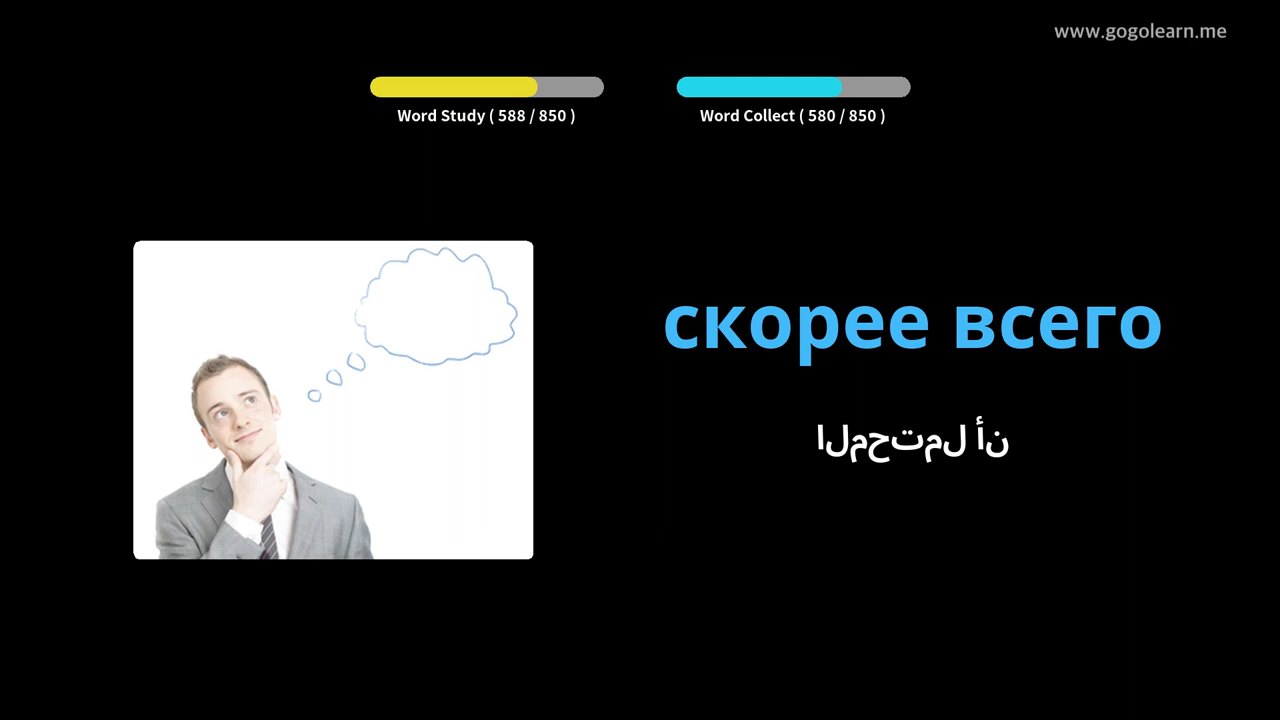 www.gogolearn.me
Word Study ( 588 / 850 )
Word Collect ( 580 / 850 )
скорее всего
المحتمل أن